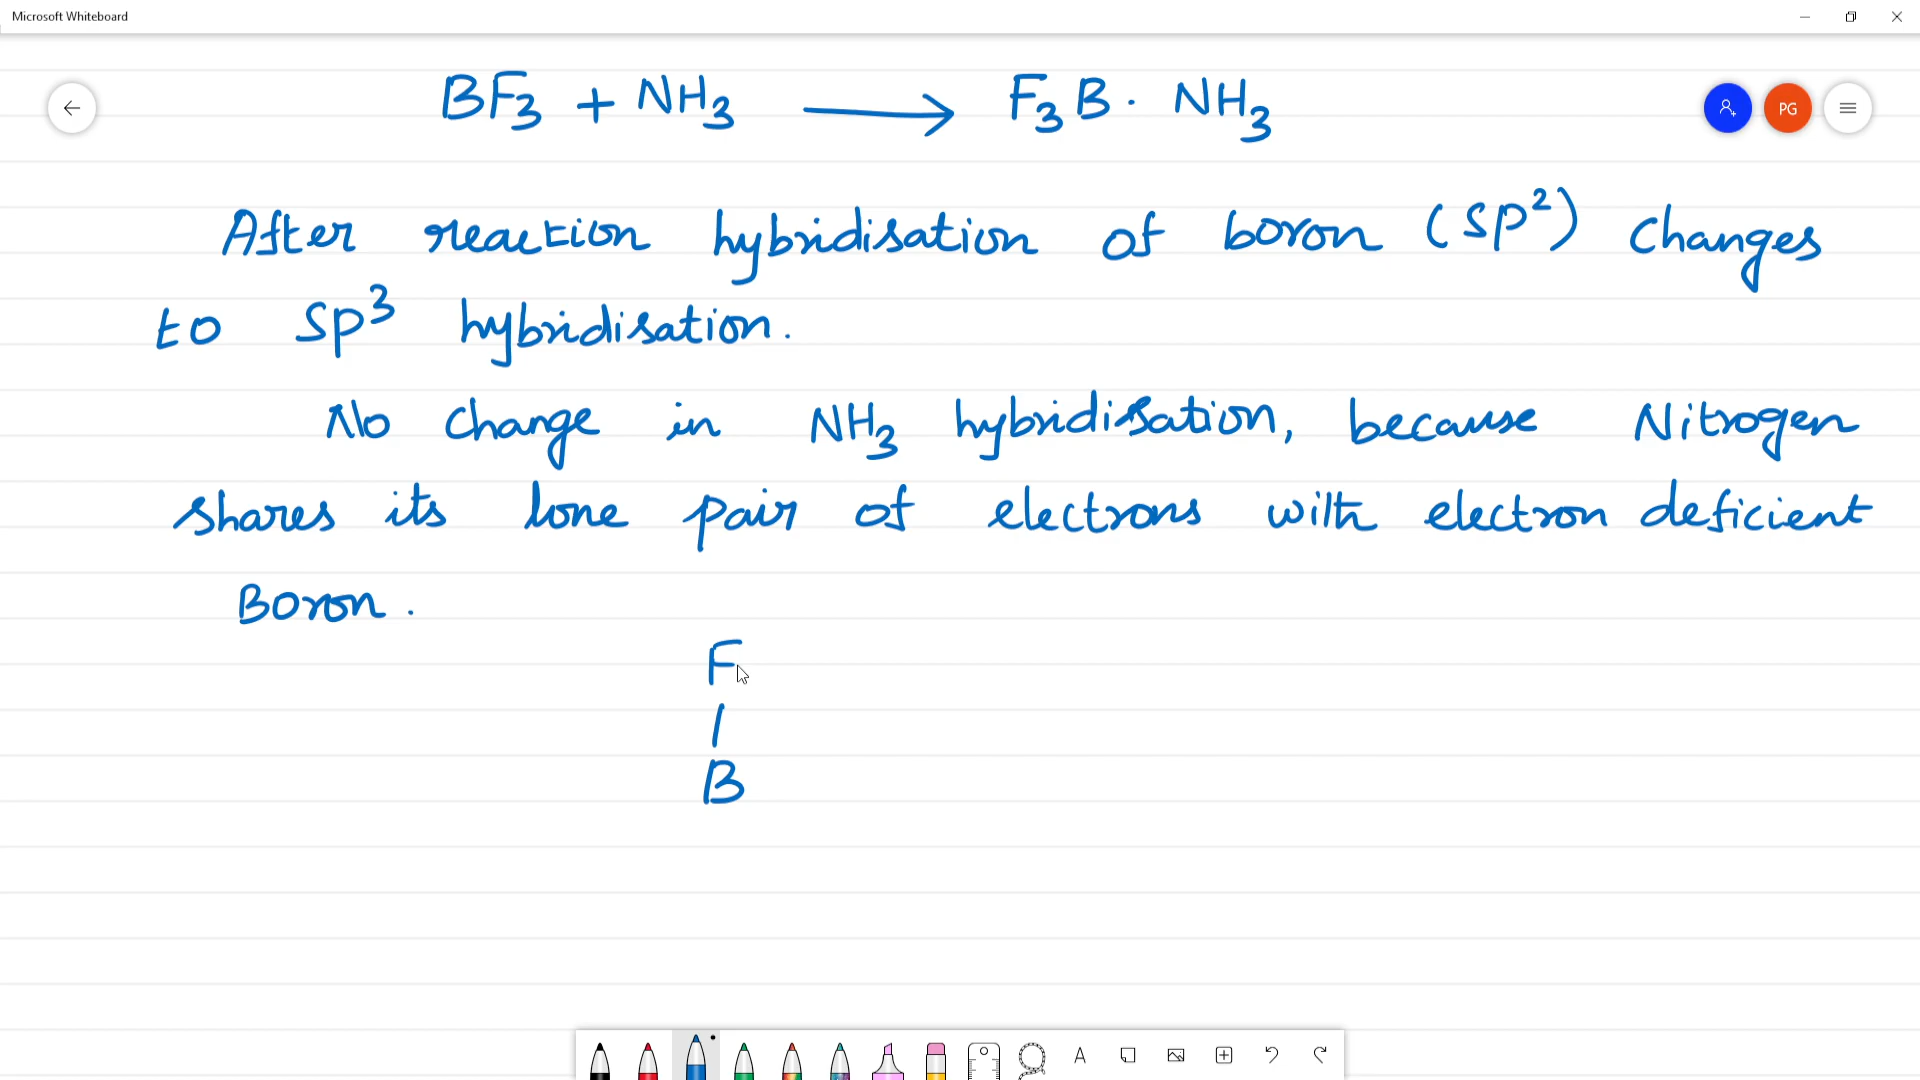 Microsoft Whiteboard
BF₃ + NH₃ ⟶ F₃B · NH₃
PG
After reaction hybridisation of boron (sp²) changes
to sp³ hybridisation.
No change in NH₃ hybridisation, because Nitrogen
shares its lone pair of electrons with electron deficient
Boron.
F
|
B
A